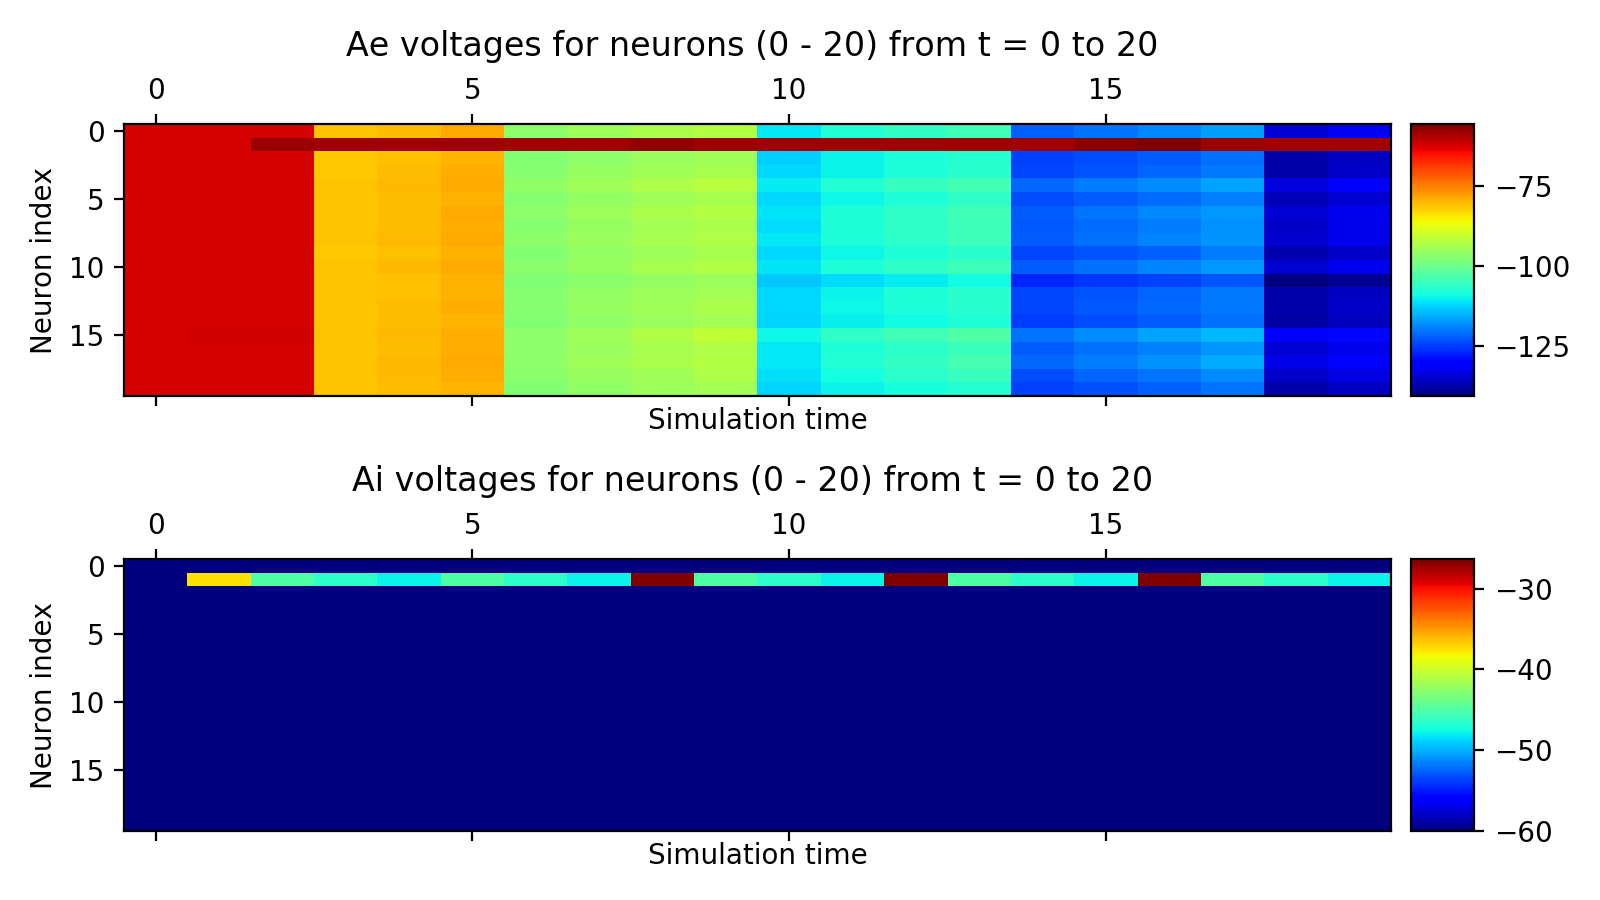 Ae voltages for neurons (0 - 20) from t = 0 to 20
0 5 10 15
0
5
10
15
Neuron index
Simulation time
−75
−100
−125
Ai voltages for neurons (0 - 20) from t = 0 to 20
0 5 10 15
0
5
10
15
Neuron index
Simulation time
−30
−40
−50
−60